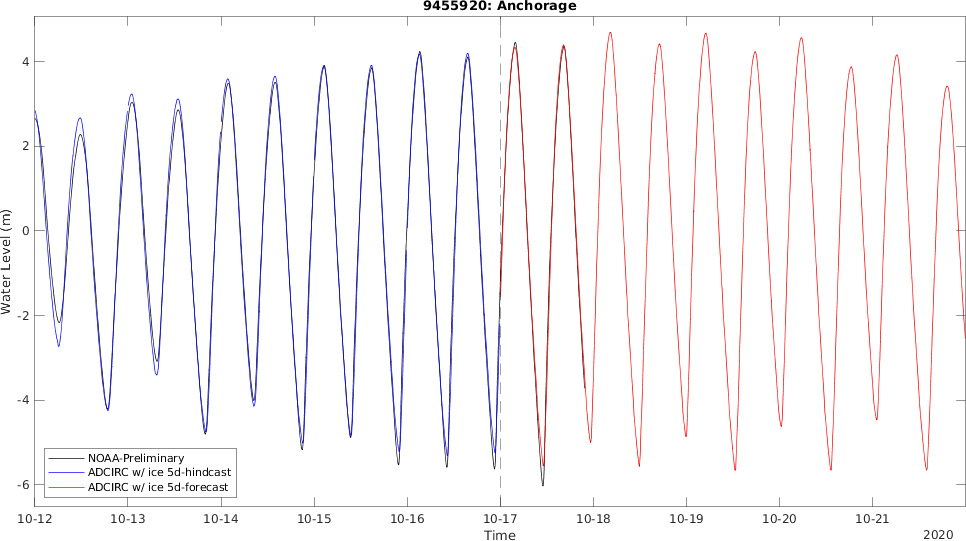 9455920: Anchorage
Water Level (m)
4
2
0
-2
-4
-6
NOAA-Preliminary
ADCIRC w/ ice 5d-hindcast
ADCIRC w/ ice 5d-forecast
10-12 10-13 10-14 10-15 10-16 10-17 10-18 10-19 10-20 10-21
Time
2020